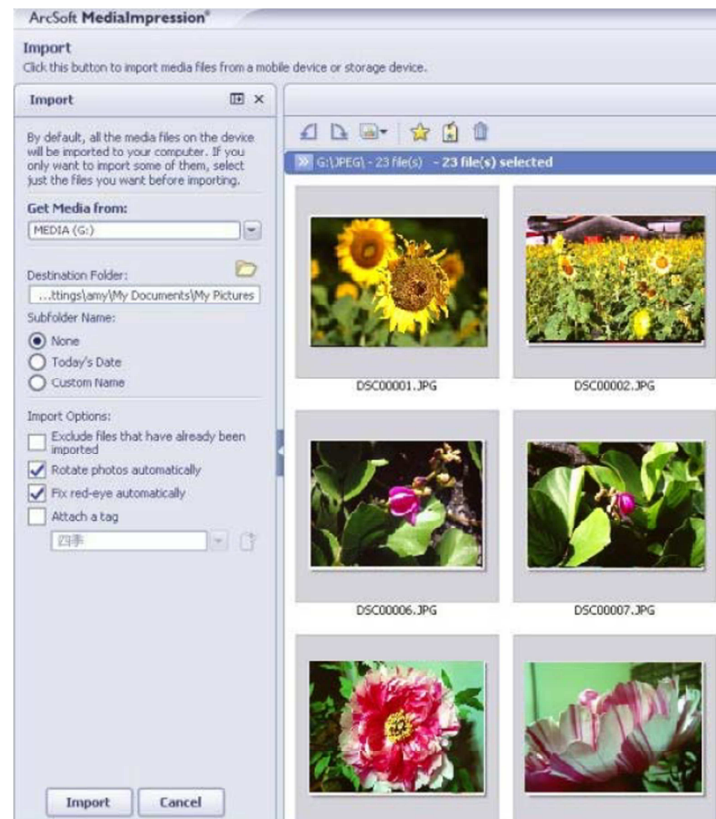 ArcSoft MediaImpression®
Import
Click this button to import media files from a mobile device or storage device.
Import
By default, all the media files on the device
will be imported to your computer. If you
only want to import some of them, select
just the files you want before importing.
Get Media from:
MEDIA (G:)
Destination Folder:
...ttings\amy\My Documents\My Pictures
Subfolder Name:
None
Today's Date
Custom Name
Import Options:
Exclude files that have already been
imported
Rotate photos automatically
Fix red-eye automatically
Attach a tag
四季
Import Cancel
G:\JPEG\ - 23 file(s) - 23 file(s) selected
DSC00001.JPG DSC00002.JPG
DSC00006.JPG DSC00007.JPG